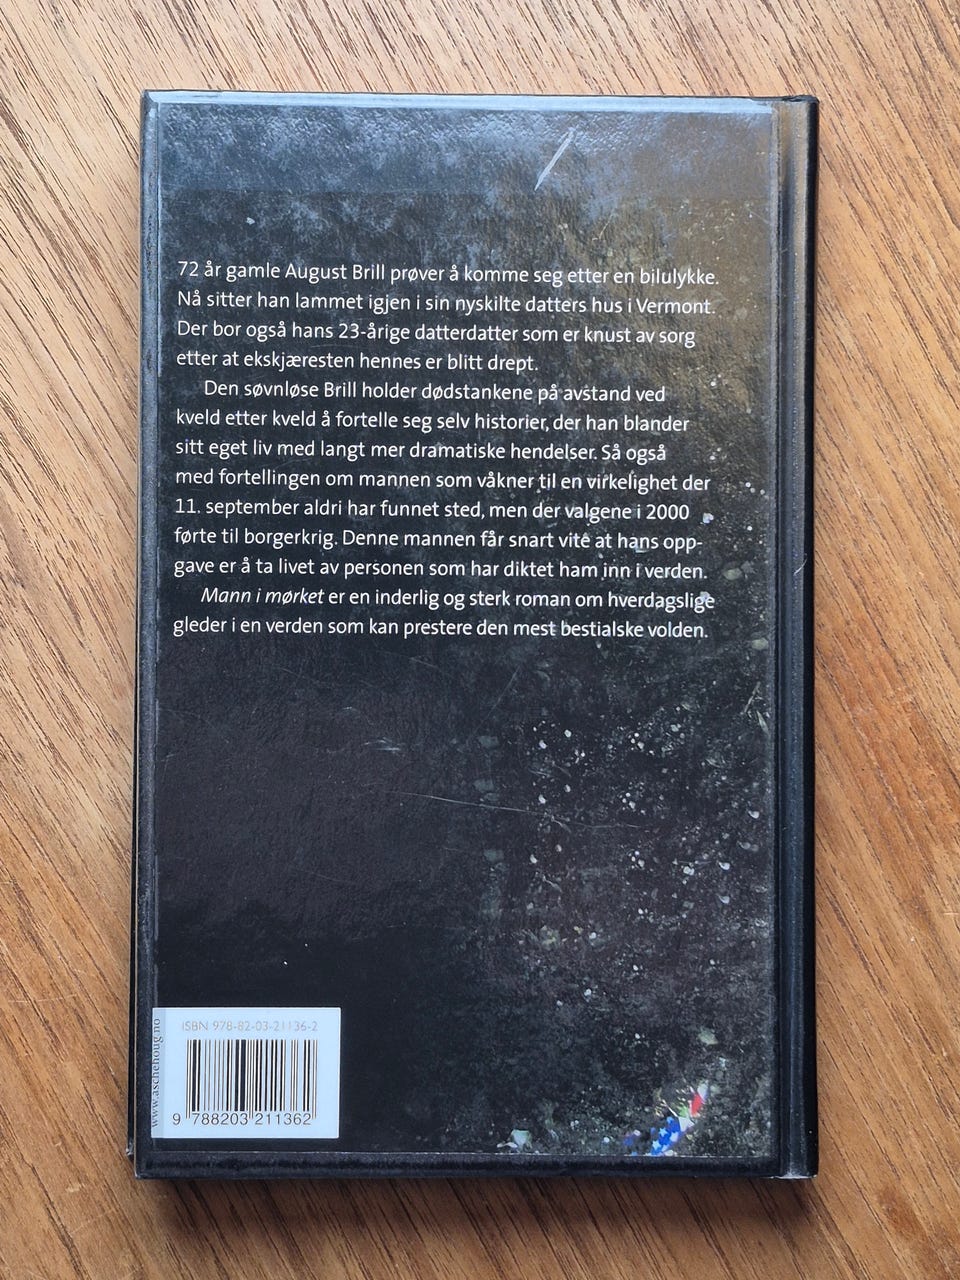 72 år gamle August Brill prøver å komme seg etter en bilulykke.
Nå sitter han lammet igjen i sin nyskilte datters hus i Vermont.
Der bor også hans 23-årige datterdatter som er knust av sorg
etter at ekskjæresten hennes er blitt drept.
Den søvnløse Brill holder dødstankene på avstand ved
kveld etter kveld å fortelle seg selv historier, der han blander
sitt eget liv med langt mer dramatiske hendelser. Så også
med fortellingen om mannen som våkner til en virkelighet der
11. september aldri har funnet sted, men der valgene i 2000
førte til borgerkrig. Denne mannen får snart vite at hans opp-
gave er å ta livet av personen som har diktet ham inn i verden.
Mann i mørket er en inderlig og sterk roman om hverdagslige
gleder i en verden som kan prestere den mest bestialske volden.
www.aschehoug.no
ISBN 978-82-03-21136-2
9 788203 211362